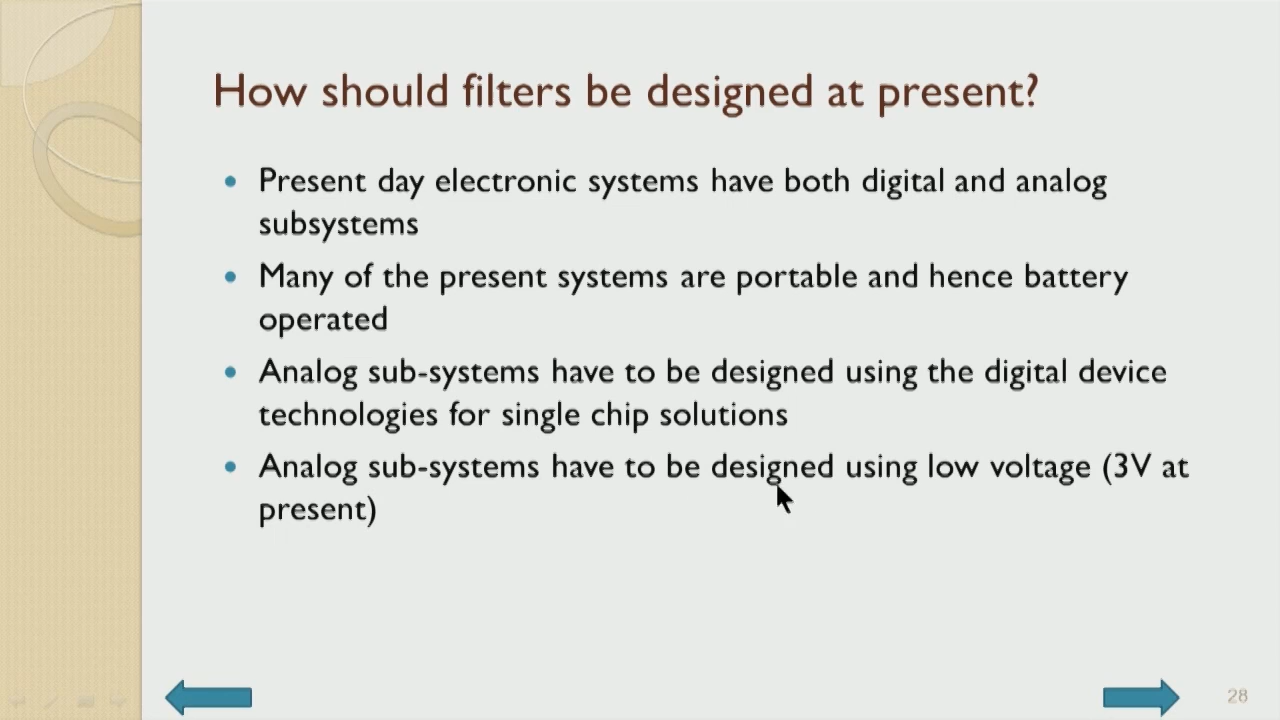 How should filters be designed at present?
Present day electronic systems have both digital and analog
subsystems
Many of the present systems are portable and hence battery
operated
Analog sub-systems have to be designed using the digital device
technologies for single chip solutions
Analog sub-systems have to be designed using low voltage (3V at
present)
28